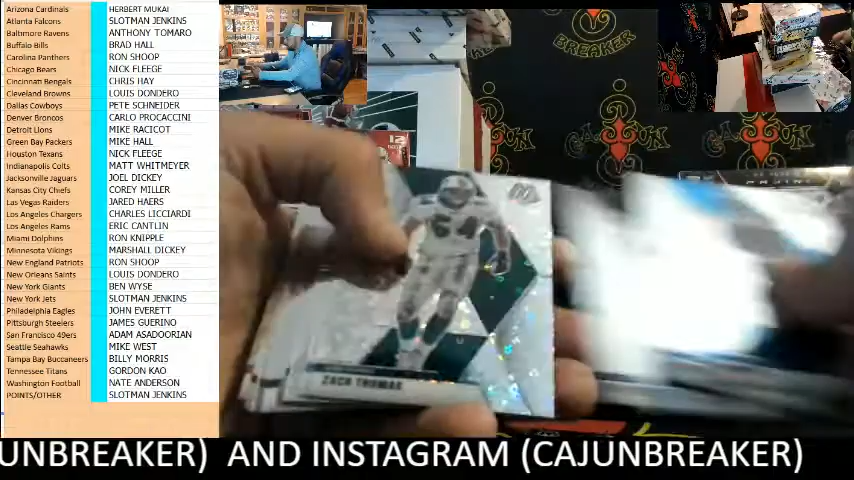 Arizona Cardinals HERBERT MUKAI
Atlanta Falcons SLOTMAN JENKINS
Baltimore Ravens ANTHONY TOMARO
Buffalo Bills BRAD HALL
Carolina Panthers RON SHOOP
Chicago Bears NICK FLEEGE
Cincinnati Bengals CHRIS HAY
Cleveland Browns LOUIS DONDERO
Dallas Cowboys PETE SCHNEIDER
Denver Broncos CARLO PROCACCINI
Detroit Lions MIKE RACICOT
Green Bay Packers MIKE HALL
Houston Texans NICK FLEEGE
Indianapolis Colts MATT WHITMEYER
Jacksonville Jaguars JOEL DICKEY
Kansas City Chiefs COREY MILLER
Las Vegas Raiders JARED HAERS
Los Angeles Chargers CHARLES LICCIARDI
Los Angeles Rams ERIC CANTLIN
Miami Dolphins RON KNIPPLE
Minnesota Vikings MARSHALL DICKEY
New England Patriots RON SHOOP
New Orleans Saints LOUIS DONDERO
New York Giants BEN WYSE
New York Jets SLOTMAN JENKINS
Philadelphia Eagles JOHN EVERETT
Pittsburgh Steelers JAMES GUERINO
San Francisco 49ers ADAM ASADOORIAN
Seattle Seahawks MIKE WEST
Tampa Bay Buccaneers BILLY MORRIS
Tennessee Titans GORDON KAO
Washington Football NATE ANDERSON
POINTS/OTHER SLOTMAN JENKINS
BREAKER
CAJUN
12
54
ZACH THOMAS
UNBREAKER) AND INSTAGRAM (CAJUNBREAKER)